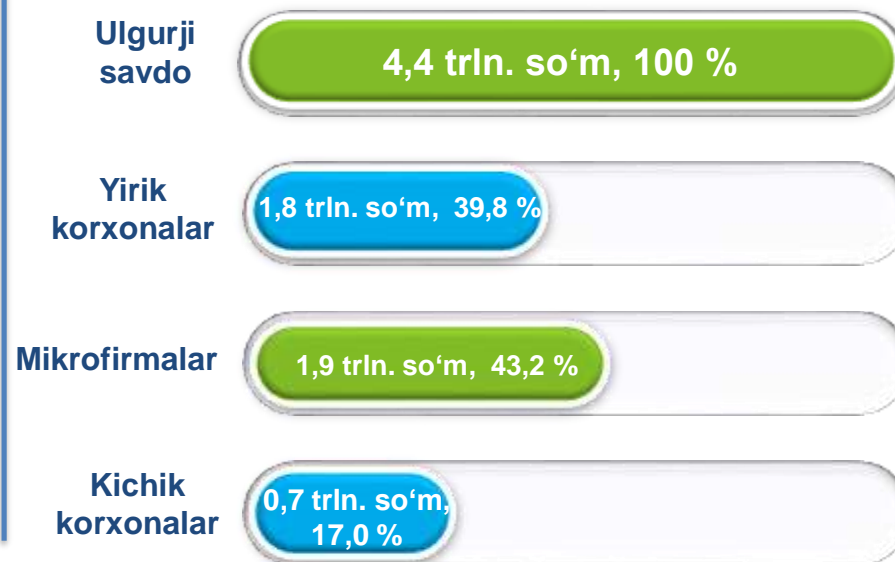 Ulgurji
savdo
4,4 trln. so‘m, 100 %
Yirik
korxonalar
1,8 trln. so‘m, 39,8 %
Mikrofirmalar
1,9 trln. so‘m, 43,2 %
Kichik
korxonalar
0,7 trln. so‘m,
17,0 %